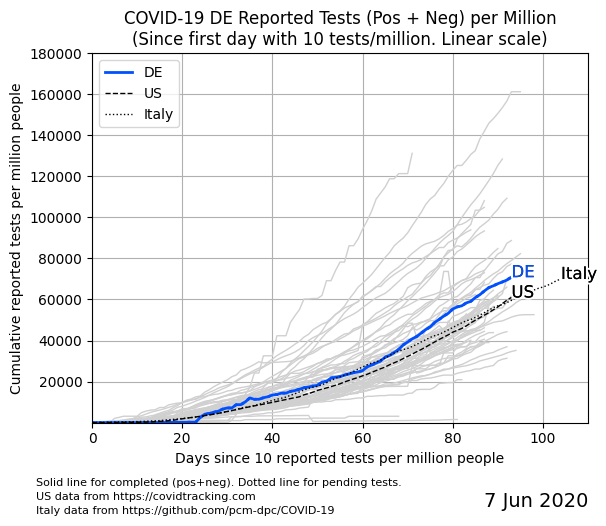 COVID-19 DE Reported Tests (Pos + Neg) per Million
(Since first day with 10 tests/million. Linear scale)
180000
160000
140000
120000
100000
80000
60000
40000
20000
Cumulative reported tests per million people
DE
US
Italy
DE
US
Italy
0
20
40
60
80
100
Days since 10 reported tests per million people
Solid line for completed (pos+neg). Dotted line for pending tests.
US data from https://covidtracking.com
Italy data from https://github.com/pcm-dpc/COVID-19
7 Jun 2020